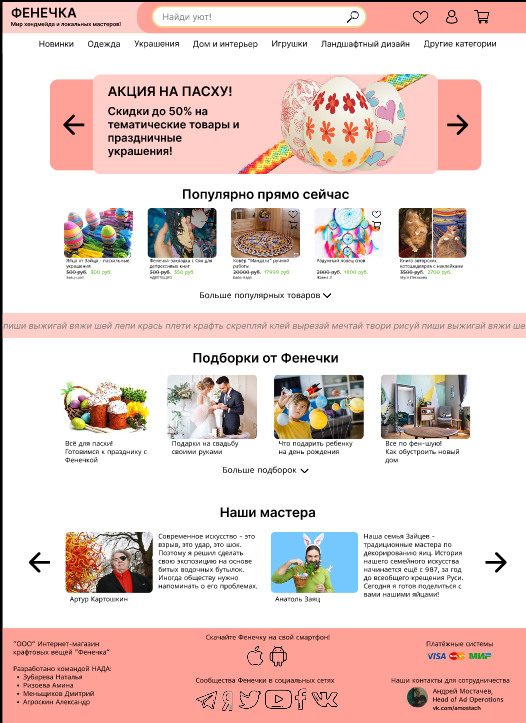 ФЕНЕЧКА
Мир хендмейда и локальных мастеров!
Найди уют!
Новинки Одежда Украшения Дом и интерьер Игрушки Ландшафтный дизайн Другие категории
АКЦИЯ НА ПАСХУ!
Скидки до 50% на
тематические товары и
праздничные
украшения!
Популярно прямо сейчас
Яйца от Зайца - пасхальные
украшения
500 руб. 300 руб.
Фенечка-закладка с Соя для
депрессивных книг
500 руб. 350 руб.
Ковёр "Мандала" ручной
работы
20000 руб. 17999 руб.
Радужный ловец снов
2000 руб. 1800 руб.
Книга авторских
котошедевров с наклейками
3500 руб. 2700 руб.
Больше популярных товаров
пиши выжигай вяжи шей лепи крась плети крафть скрепляй клей вырезай мечтай твори рисуй пиши выжигай вяжи ше
Подборки от Фенечки
Всё для пасхи!
Готовимся к празднику с
Фенечкой
Подарки на свадьбу
своими руками
Что подарить ребенку
на день рождения
Все по фен-шую!
Как обустроить новый
дом
Больше подборок
Наши мастера
Современное искусство - это
взрыв, это удар, это шок.
Поэтому я решил сделать
свою экспозицию на основе
битых водочных бутылок.
Иногда обществу нужно
напоминать о его проблемах.
Артур Картошкин
Наша семья Зайцев -
традиционные мастера по
декорированию яиц. История
нашего семейного искусства
начинается ещё с 987, за год
до всеобщего крещения Руси.
Сегодня я готов поделиться с
вами нашими яйцами!
Анатоль Заяц
"ООО" Интернет-магазин
крафтовых вещей "Фенечка"
Разработано командой НАДА:
• Зубарева Наталья
• Ризоева Амина
• Меньщиков Дмитрий
• Агроскин Александр
Скачайте Фенечку на свой смартфон!
Сообщества Фенечки в социальных сетях
Платёжные системы
VISA МИР
Наши контакты для сотрудничества
Андрей Мостачев,
Head of Ad Operations
vk.com/amostach